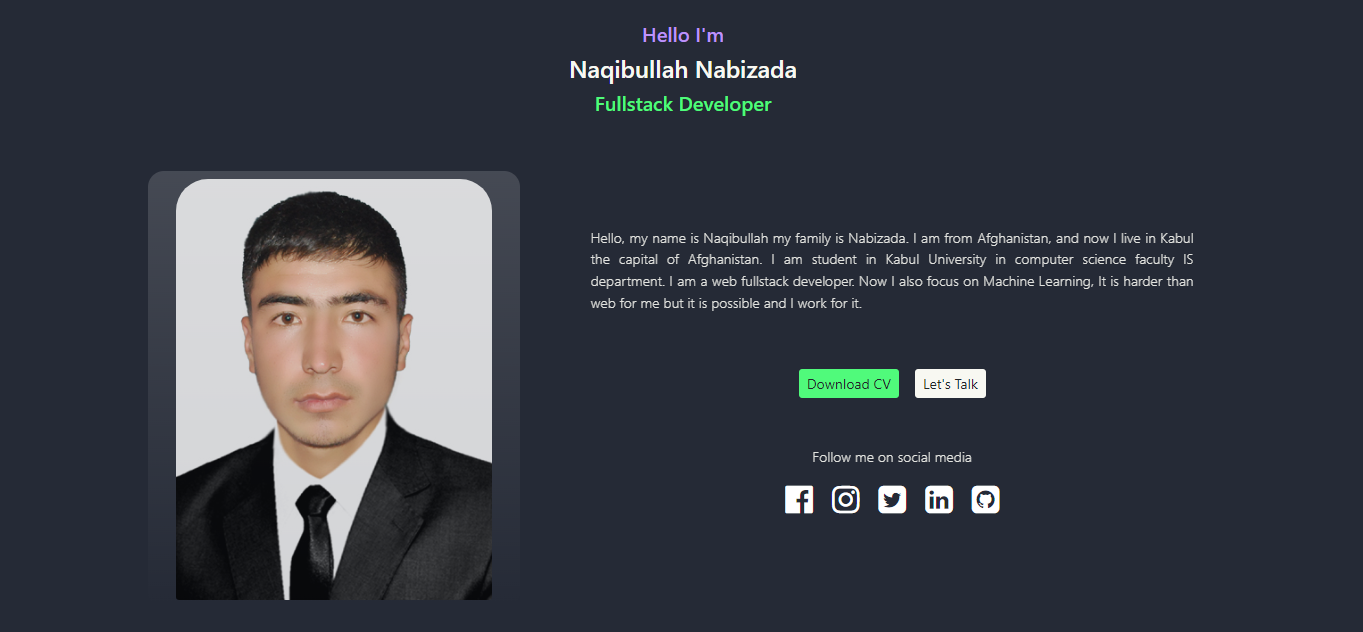 Hello I'm
Naqibullah Nabizada
Fullstack Developer
Hello, my name is Naqibullah my family is Nabizada. I am from Afghanistan, and now I live in Kabul
the capital of Afghanistan. I am student in Kabul University in computer science faculty IS
department. I am a web fullstack developer. Now I also focus on Machine Learning, It is harder than
web for me but it is possible and I work for it.
Download CV
Let's Talk
Follow me on social media